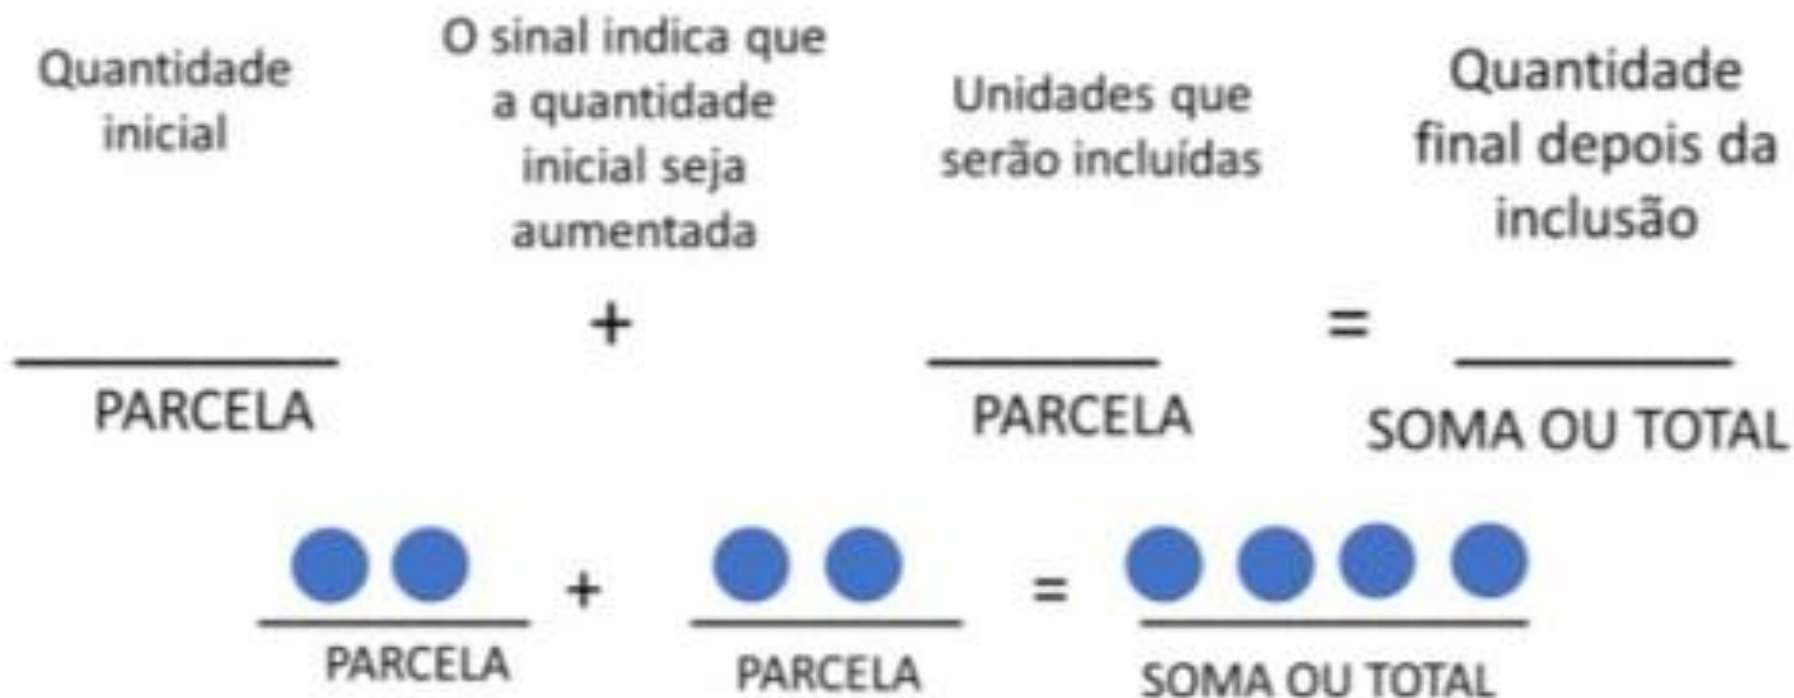 Quantidade
inicial
O sinal indica que
a quantidade
inicial seja
aumentada
Unidades que
serão incluídas
Quantidade
final depois da
inclusão
+
=
PARCELA
PARCELA
SOMA OU TOTAL
+
=
PARCELA
PARCELA
SOMA OU TOTAL